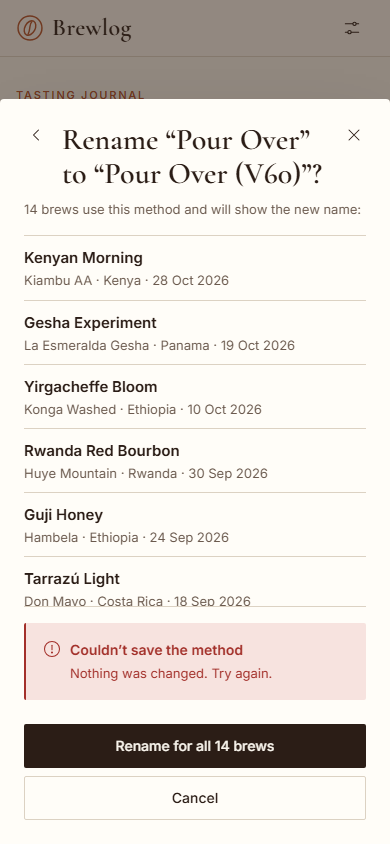 Brewlog
TASTING JOURNAL
Rename “Pour Over”
to “Pour Over (V60)”?
14 brews use this method and will show the new name:
Kenyan Morning
Kiambu AA · Kenya · 28 Oct 2026
Gesha Experiment
La Esmeralda Gesha · Panama · 19 Oct 2026
Yirgacheffe Bloom
Konga Washed · Ethiopia · 10 Oct 2026
Rwanda Red Bourbon
Huye Mountain · Rwanda · 30 Sep 2026
Guji Honey
Hambela · Ethiopia · 24 Sep 2026
Tarrazú Light
Don Mayo · Costa Rica · 18 Sep 2026
Couldn’t save the method
Nothing was changed. Try again.
Rename for all 14 brews
Cancel